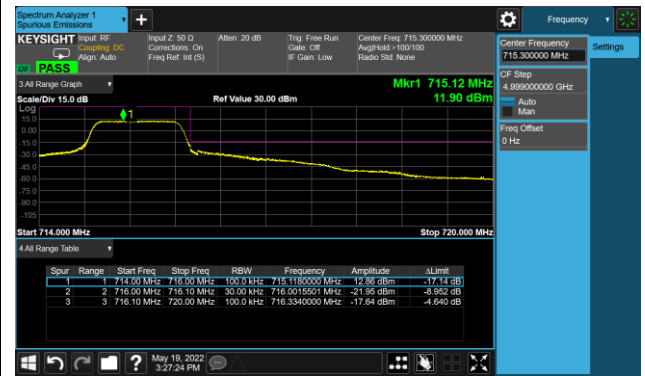 Spectrum Analyzer 1
Spurious Emissions
Frequency
KEYSIGHT
Input: RF
Coupling: DC
Align: Auto
Input Z: 50 Ω
Corrections: On
Freq Ref: Int (S)
Atten: 20 dB
Trig: Free Run
Gate: Off
IF Gain: Low
Center Freq: 715.300000 MHz
Avg|Hold:>100/100
Radio Std: None
PASS
Center Frequency
715.300000 MHz
Settings
CF Step
4.999000000 GHz
Auto
Man
Freq Offset
0 Hz
3 All Range Graph
Mkr1 715.12 MHz
Scale/Div 15.0 dB
Ref Value 30.00 dBm
11.90 dBm
Log
1
15.0
0.00
-15.0
-30.0
-45.0
-60.0
-75.0
-90.0
-105
Start 714.000 MHz
Stop 720.000 MHz
4 All Range Table
Spur Range Start Freq Stop Freq RBW Frequency Amplitude ΔLimit
1 1 714.00 MHz 716.00 MHz 100.0 kHz 715.1180000 MHz 12.86 dBm -17.14 dB
2 2 716.00 MHz 716.10 MHz 30.00 kHz 716.0015501 MHz -21.95 dBm -8.952 dB
3 3 716.10 MHz 720.00 MHz 100.0 kHz 716.3340000 MHz -17.64 dBm -4.640 dB
?
May 19, 2022
3:27:24 PM